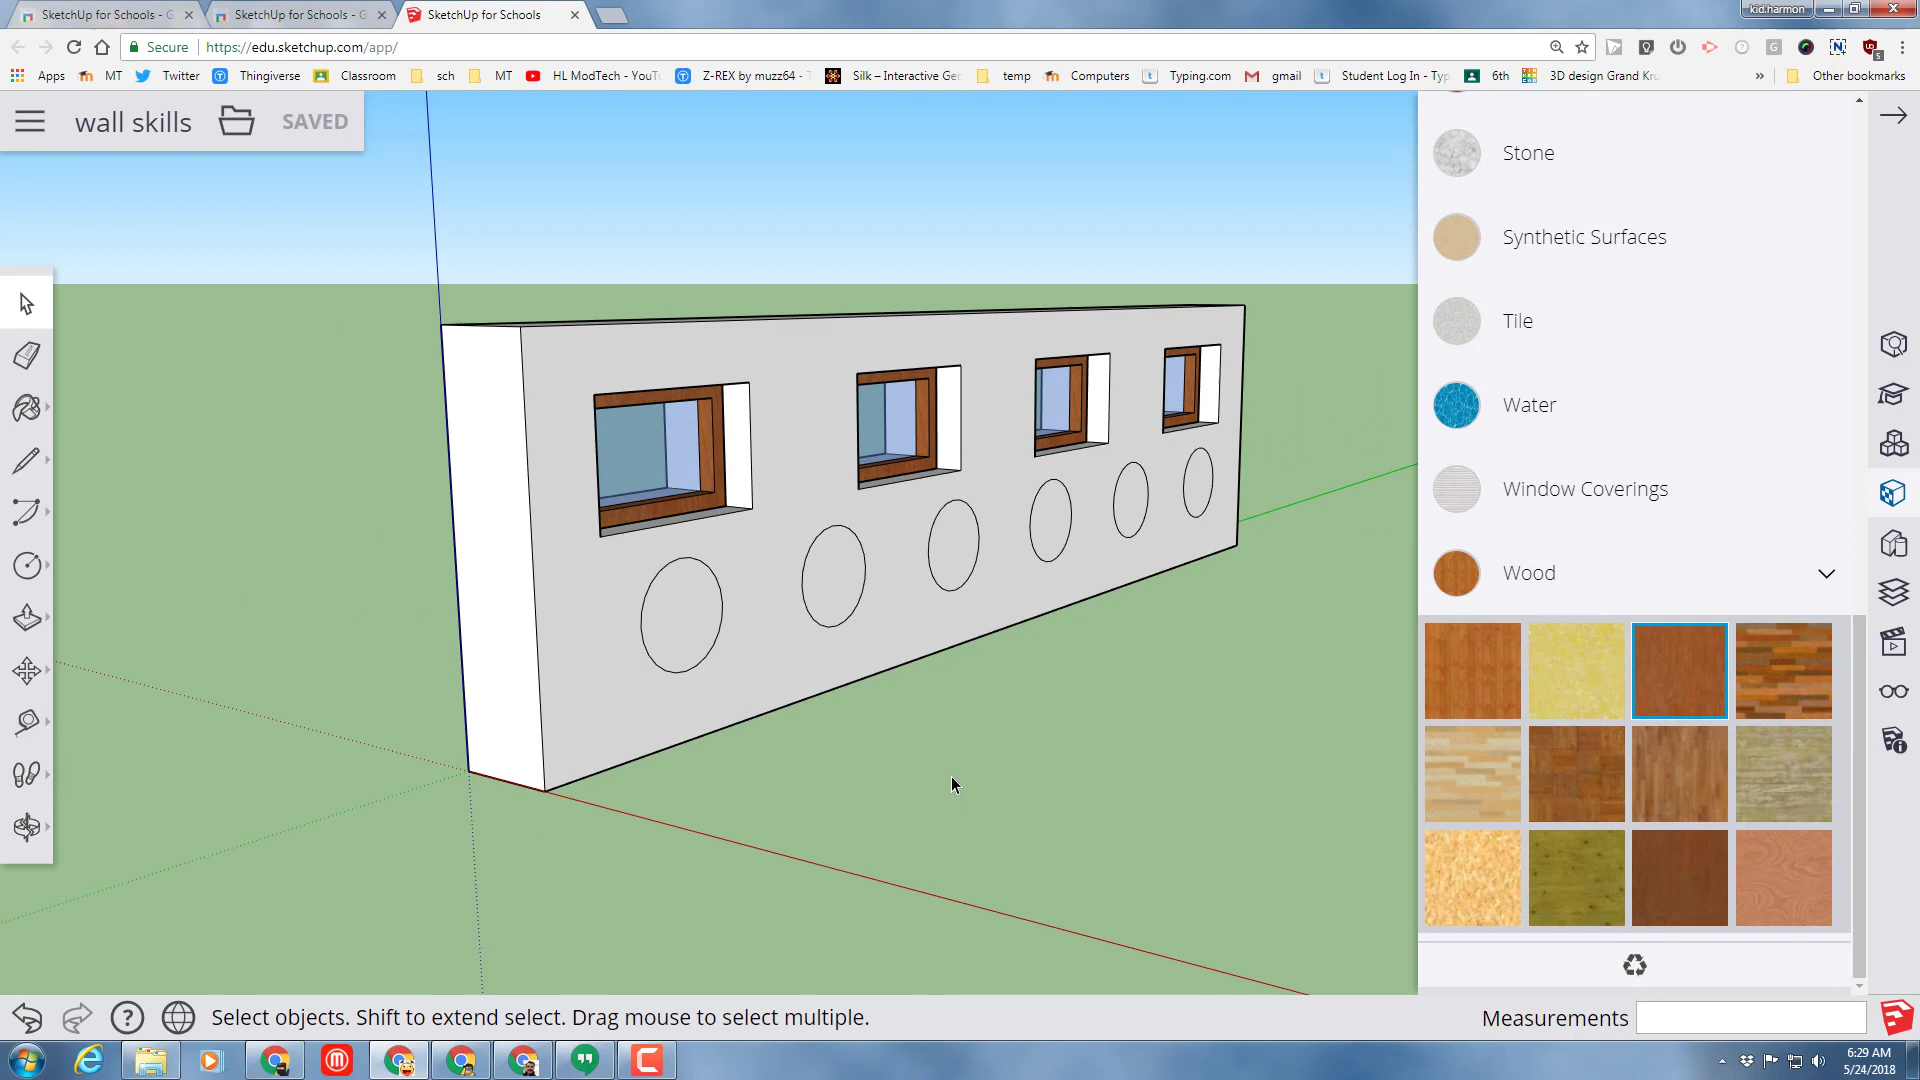 SketchUp for Schools - G
SketchUp for Schools - G
SketchUp for Schools
kid.harmon
Secure
https://edu.sketchup.com/app/
Apps
MT
Twitter
Thingiverse
Classroom
sch
MT
HL ModTech - YouT
Z-REX by muzz64 - T
Silk – Interactive Ger
temp
Computers
Typing.com
gmail
Student Log In - Typ
6th
3D design Grand Kr
»
Other bookmarks
wall skills
SAVED
Stone
Synthetic Surfaces
Tile
Water
Window Coverings
Wood
Select objects. Shift to extend select. Drag mouse to select multiple.
Measurements
6:29 AM
5/24/2018